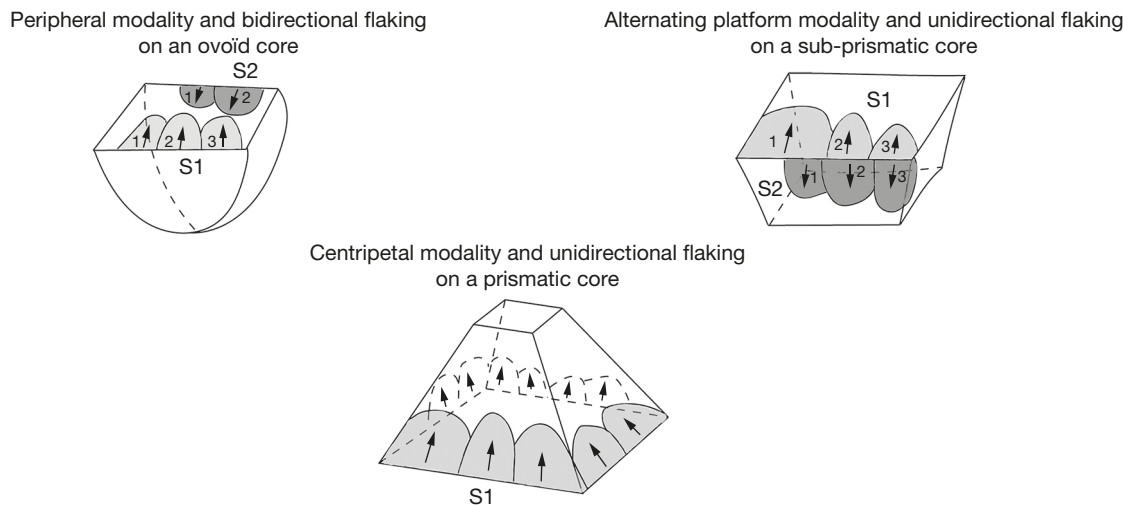 Peripheral modality and bidirectional flaking
on an ovoïd core
S2
1 2
1 2 3
S1
Alternating platform modality and unidirectional flaking
on a sub-prismatic core
S1
1 2 3
S2 1 2 3
Centripetal modality and unidirectional flaking
on a prismatic core
S1